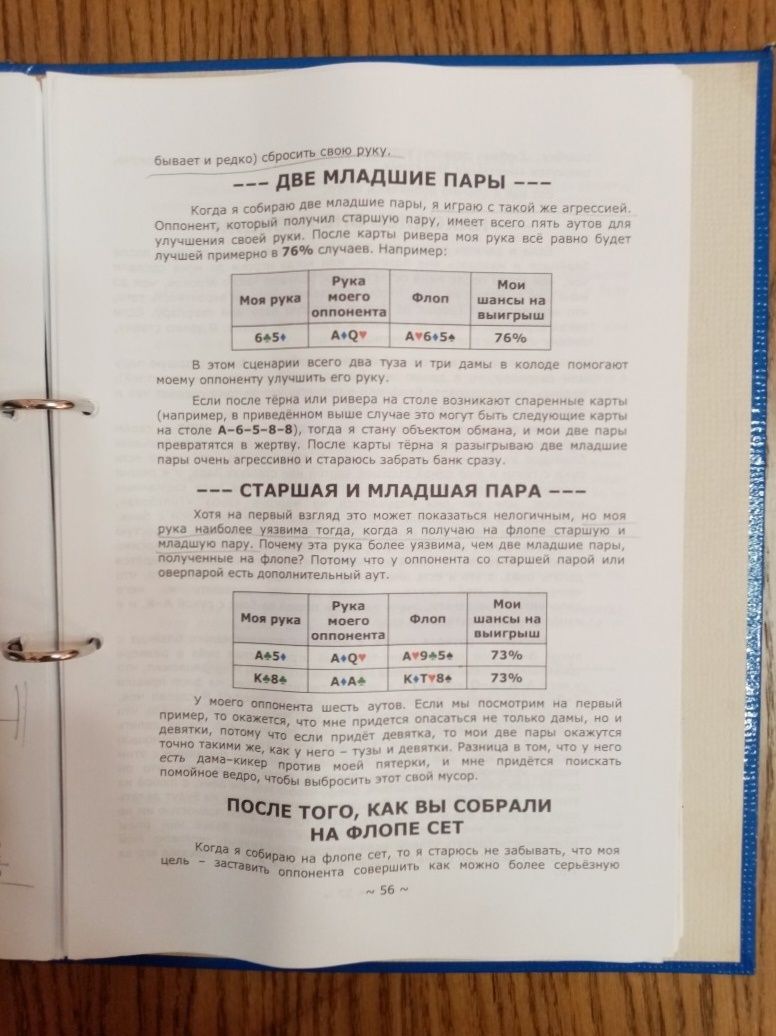 бывает и редко) сбросить свою руку.
--- ДВЕ МЛАДШИЕ ПАРЫ ---
Когда я собираю две младшие пары, я играю с такой же агрессией.
Оппонент, который получил старшую пару, имеет всего пять аутов для
улучшения своей руки. После карты ривера моя рука всё равно будет
лучшей примерно в 76% случаев. Например:
Моя рука | Рука моего оппонента | Флоп | Мои шансы на выигрыш
6♣5♦ | A♦Q♥ | A♥6♦5♠ | 76%
В этом сценарии всего два туза и три дамы в колоде помогают
моему оппоненту улучшить его руку.
Если после тёрна или ривера на столе возникают спаренные карты
(например, в приведённом выше случае это могут быть следующие карты
на столе A–6–5–8–8), тогда я стану объектом обмана, и мои две пары
превратятся в жертву. После карты тёрна я разыгрываю две младшие
пары очень агрессивно и стараюсь забрать банк сразу.
--- СТАРШАЯ И МЛАДШАЯ ПАРА ---
Хотя на первый взгляд это может показаться нелогичным, но моя
рука наиболее уязвима тогда, когда я получаю на флопе старшую и
младшую пару. Почему эта рука более уязвима, чем две младшие пары,
полученные на флопе? Потому что у оппонента со старшей парой или
оверпарой есть дополнительный аут.
Моя рука | Рука моего оппонента | Флоп | Мои шансы на выигрыш
A♣5♦ | A♦Q♥ | A♥9♣5♠ | 73%
K♣8♣ | A♦A♣ | K♦T♥8♠ | 73%
У моего оппонента шесть аутов. Если мы посмотрим на первый
пример, то окажется, что мне придется опасаться не только дамы, но и
девятки, потому что если придёт девятка, то мои две пары окажутся
точно такими же, как у него – тузы и девятки. Разница в том, что у него
есть дама–кикер против моей пятерки, и мне придётся поискать
помойное ведро, чтобы выбросить этот свой мусор.
ПОСЛЕ ТОГО, КАК ВЫ СОБРАЛИ
НА ФЛОПЕ СЕТ
Когда я собираю на флопе сет, то я старюсь не забывать, что моя
цель – заставить оппонента совершить как можно более серьёзную
~ 56 ~